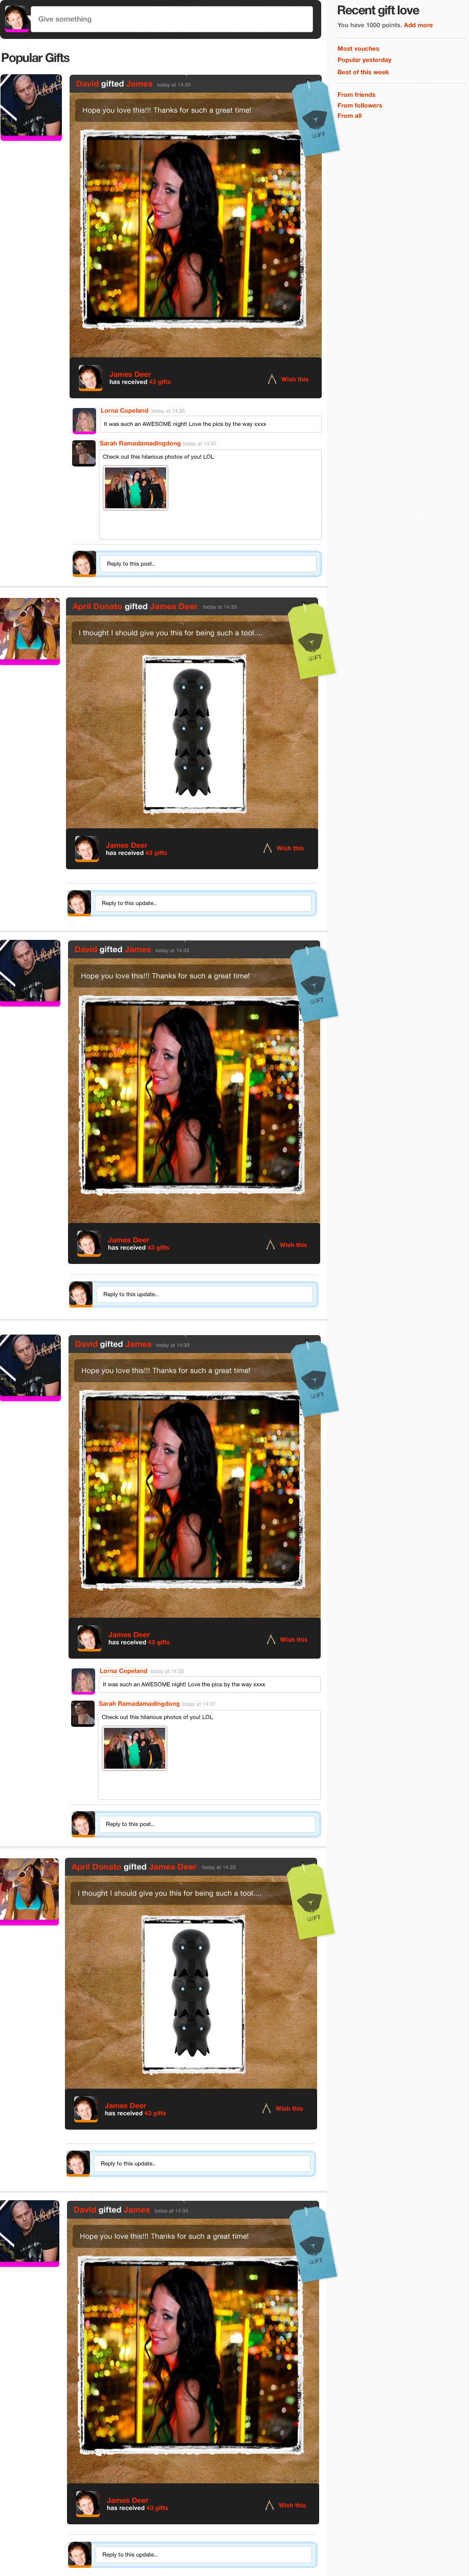 Give something
Recent gift love
You have 1000 points. Add more
Most vouches
Popular yesterday
Best of this week
From friends
From followers
From all
Popular Gifts
David gifted James today at 14:33
Hope you love this!!! Thanks for such a great time!
GIFT
James Deer
has received 43 gifts
Wish this
Lorna Copeland today at 14:35
It was such an AWESOME night! Love the pics by the way xxxx
Sarah Ramadamadingdong today at 14:37
Check out this hilarious photos of you! LOL
Reply to this post..
April Donato gifted James Deer today at 14:33
I thought I should give you this for being such a tool....
GIFT
James Deer
has received 43 gifts
Wish this
Reply to this update..
David gifted James today at 14:33
Hope you love this!!! Thanks for such a great time!
GIFT
James Deer
has received 43 gifts
Wish this
Reply to this update..
David gifted James today at 14:33
Hope you love this!!! Thanks for such a great time!
GIFT
James Deer
has received 43 gifts
Wish this
Lorna Copeland today at 14:35
It was such an AWESOME night! Love the pics by the way xxxx
Sarah Ramadamadingdong today at 14:37
Check out this hilarious photos of you! LOL
Reply to this post..
April Donato gifted James Deer today at 14:33
I thought I should give you this for being such a tool....
GIFT
James Deer
has received 43 gifts
Wish this
Reply to this update..
David gifted James today at 14:33
Hope you love this!!! Thanks for such a great time!
GIFT
James Deer
has received 43 gifts
Wish this
Reply to this update..